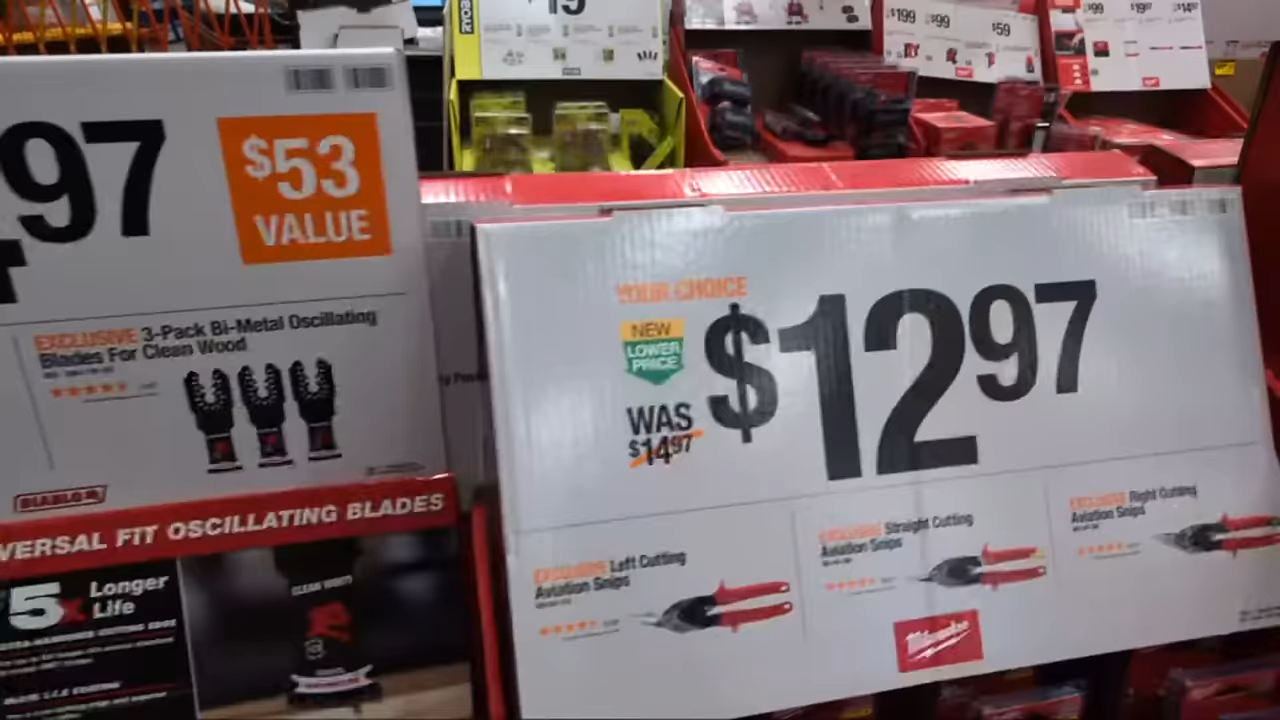 RYOBI
$199
$99
$59
$99
97
$53
VALUE
EXCLUSIVE 3-Pack Bi-Metal Oscillating
Blades For Clean Wood
DIABLO
VERSAL FIT OSCILLATING BLADES
5x Longer
Life
CLEAN WOOD
YOUR CHOICE
NEW
LOWER
PRICE
WAS
$1497
$1297
EXCLUSIVE Left Cutting
Aviation Snips
EXCLUSIVE Straight Cutting
Aviation Snips
EXCLUSIVE Right Cutting
Aviation Snips
Milwaukee